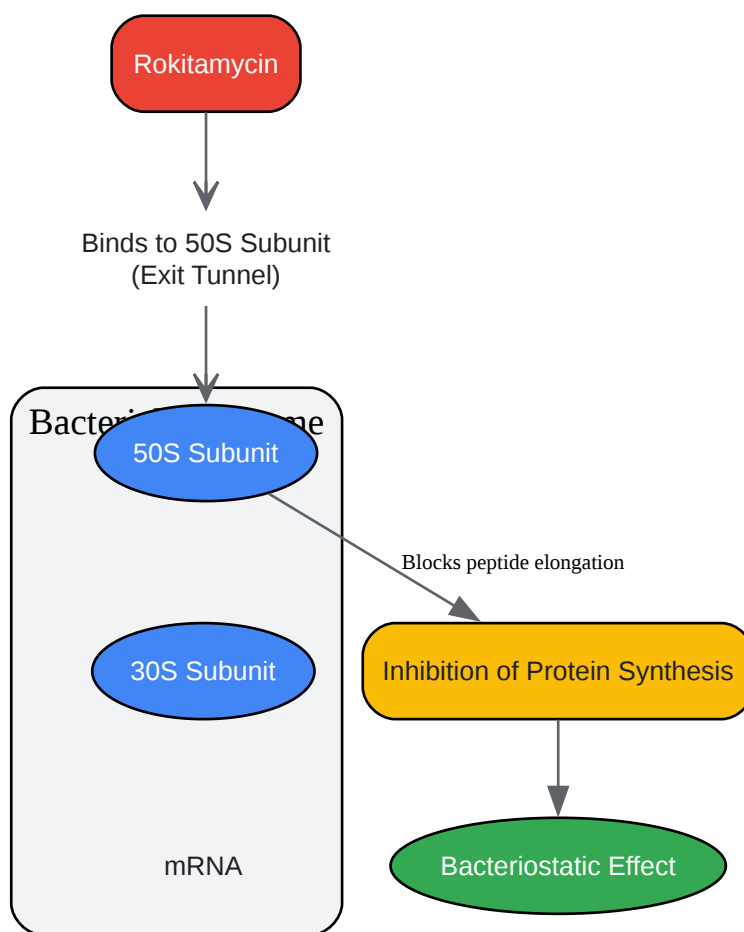 Rokitamycin
Binds to 50S Subunit
(Exit Tunnel)
50S Subunit
Blocks peptide elongation
30S Subunit
Inhibition of Protein Synthesis
mRNA
Bacteriostatic Effect